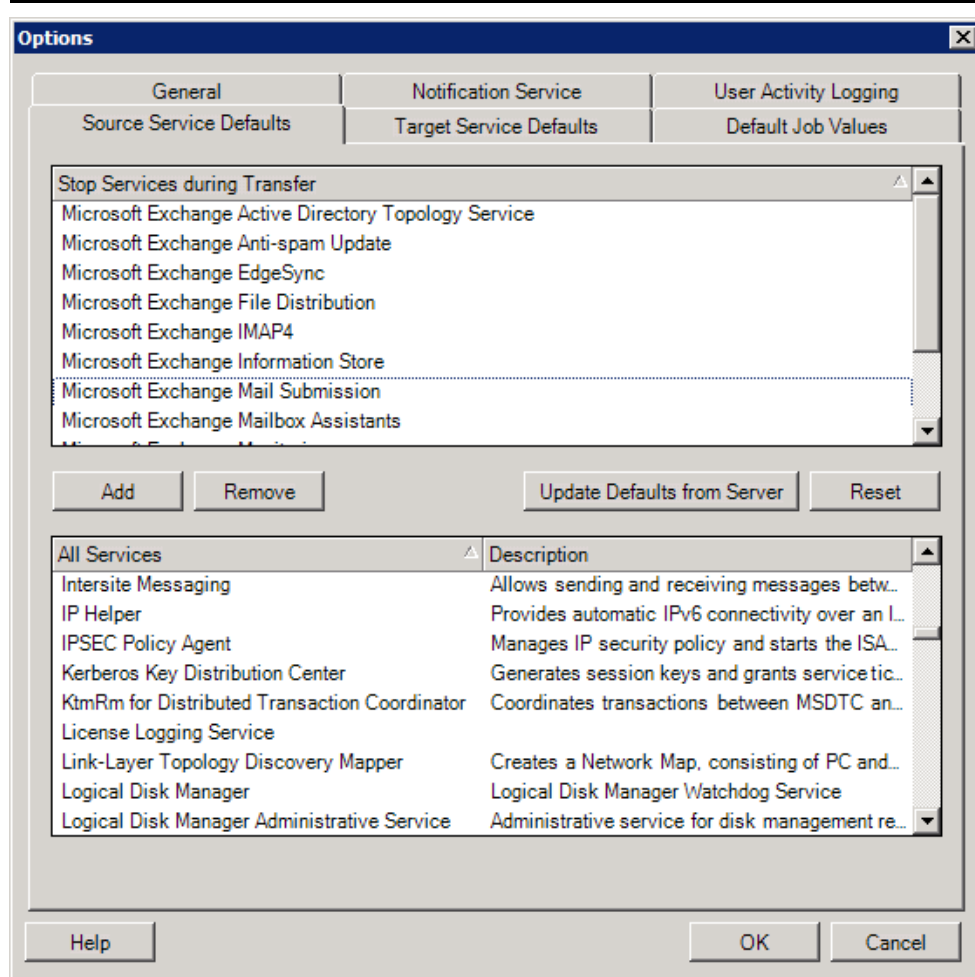 Options
General Notification Service User Activity Logging
Source Service Defaults Target Service Defaults Default Job Values
Stop Services during Transfer
Microsoft Exchange Active Directory Topology Service
Microsoft Exchange Anti-spam Update
Microsoft Exchange EdgeSync
Microsoft Exchange File Distribution
Microsoft Exchange IMAP4
Microsoft Exchange Information Store
Microsoft Exchange Mail Submission
Microsoft Exchange Mailbox Assistants
Add Remove Update Defaults from Server Reset
All Services Description
Intersite Messaging Allows sending and receiving messages betw...
IP Helper Provides automatic IPv6 connectivity over an I...
IPSEC Policy Agent Manages IP security policy and starts the ISA...
Kerberos Key Distribution Center Generates session keys and grants service tic...
KtmRm for Distributed Transaction Coordinator Coordinates transactions between MSDTC an...
License Logging Service
Link-Layer Topology Discovery Mapper Creates a Network Map, consisting of PC and...
Logical Disk Manager Logical Disk Manager Watchdog Service
Logical Disk Manager Administrative Service Administrative service for disk management re...
Help OK Cancel